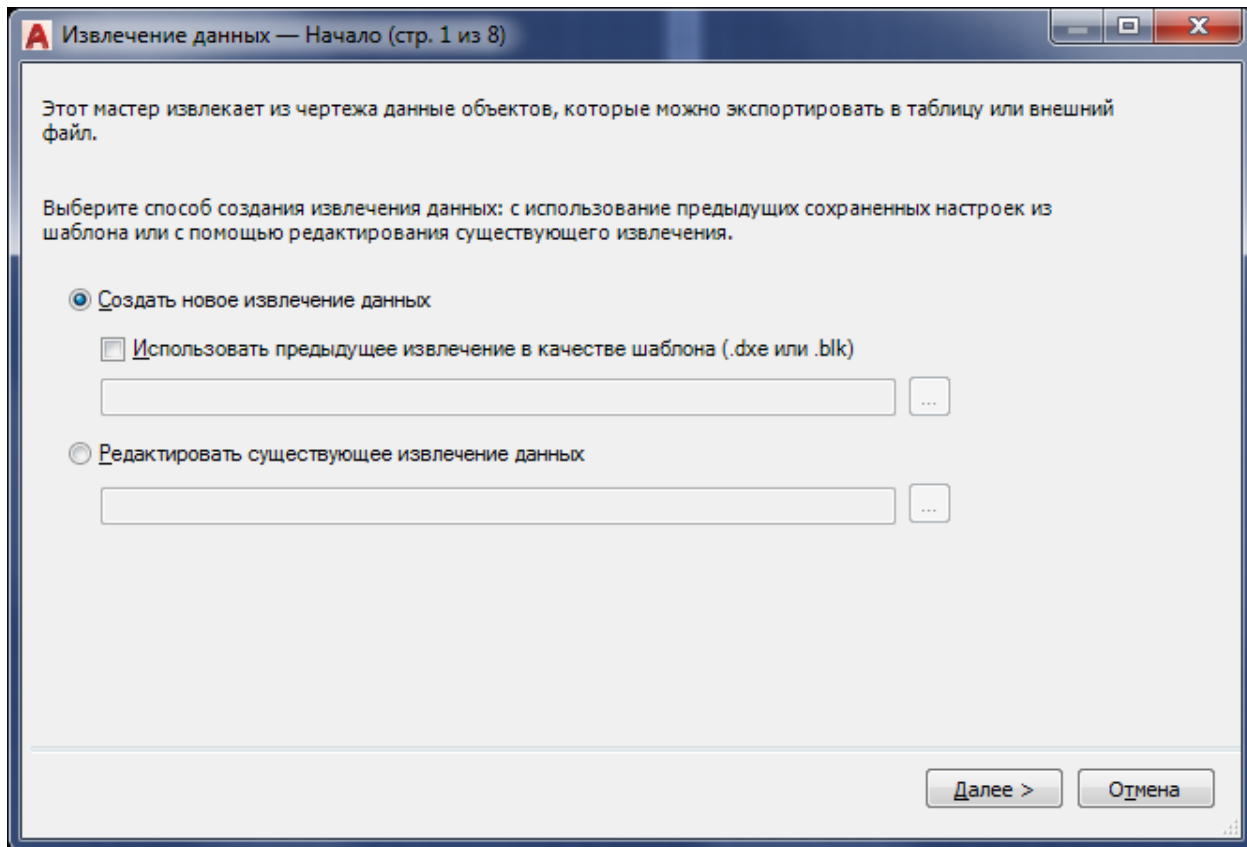 Извлечение данных — Начало (стр. 1 из 8)
Этот мастер извлекает из чертежа данные объектов, которые можно экспортировать в таблицу или внешний
файл.
Выберите способ создания извлечения данных: с использование предыдущих сохраненных настроек из
шаблона или с помощью редактирования существующего извлечения.
Создать новое извлечение данных
Использовать предыдущее извлечение в качестве шаблона (.dxe или .blk)
...
Редактировать существующее извлечение данных
...
Далее >
Отмена